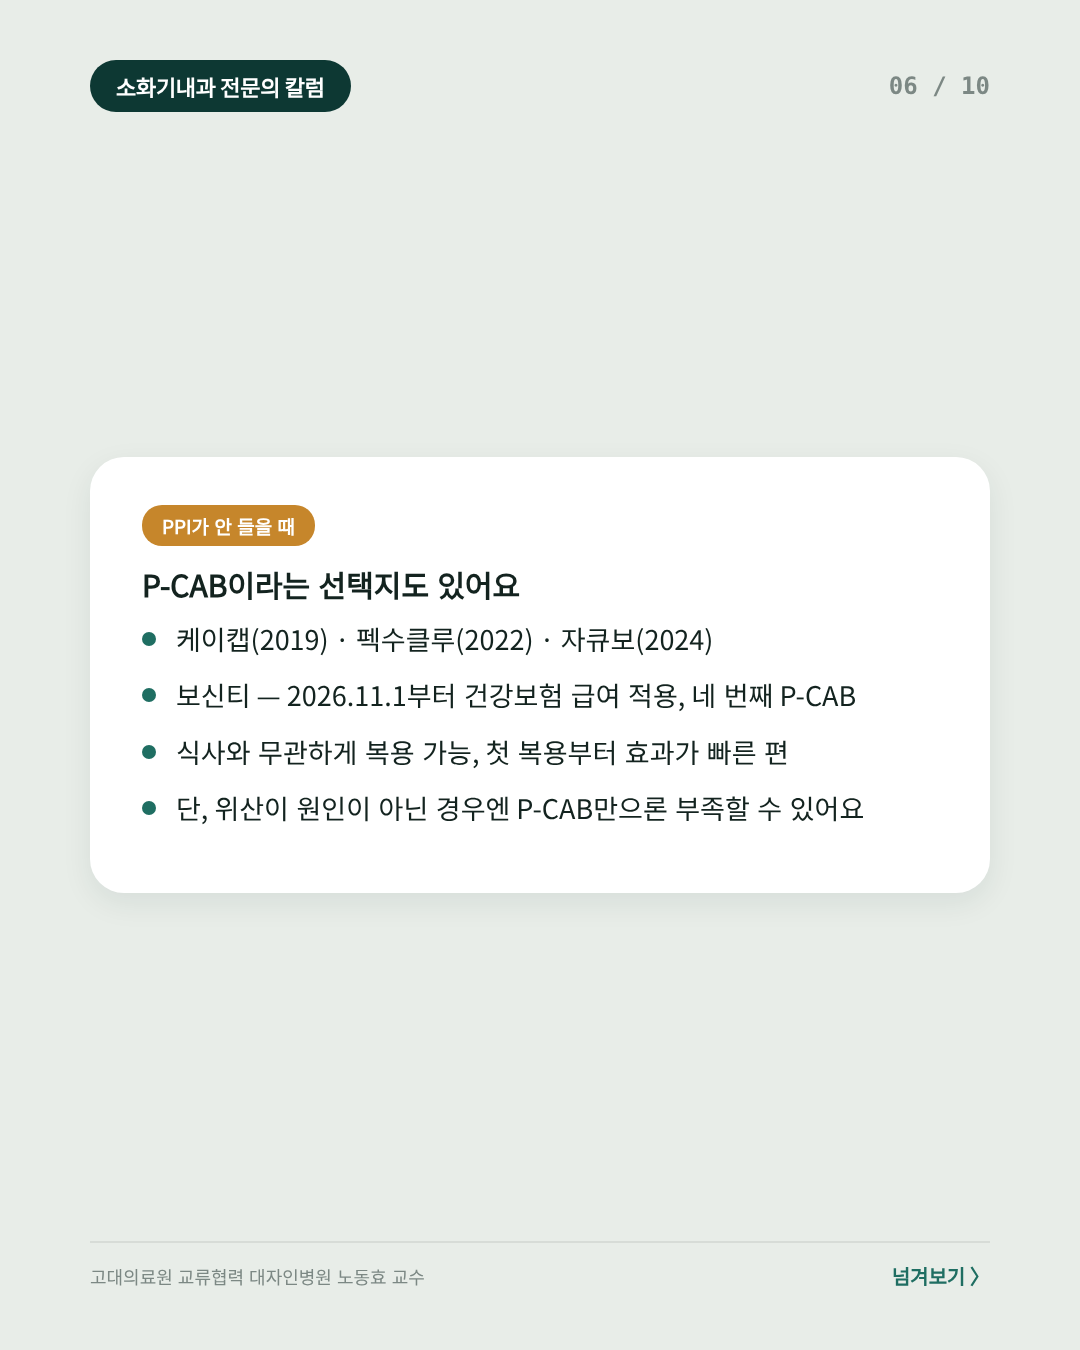 소화기내과 전문의 칼럼
06 / 10
PPI가 안 들을 때
P-CAB이라는 선택지도 있어요
케이캡(2019) · 펙수클루(2022) · 자큐보(2024)
보신티 — 2026.11.1부터 건강보험 급여 적용, 네 번째 P-CAB
식사와 무관하게 복용 가능, 첫 복용부터 효과가 빠른 편
단, 위산이 원인이 아닌 경우엔 P-CAB만으론 부족할 수 있어요
고대의료원 교류협력 대자인병원 노동효 교수
넘겨보기 〉